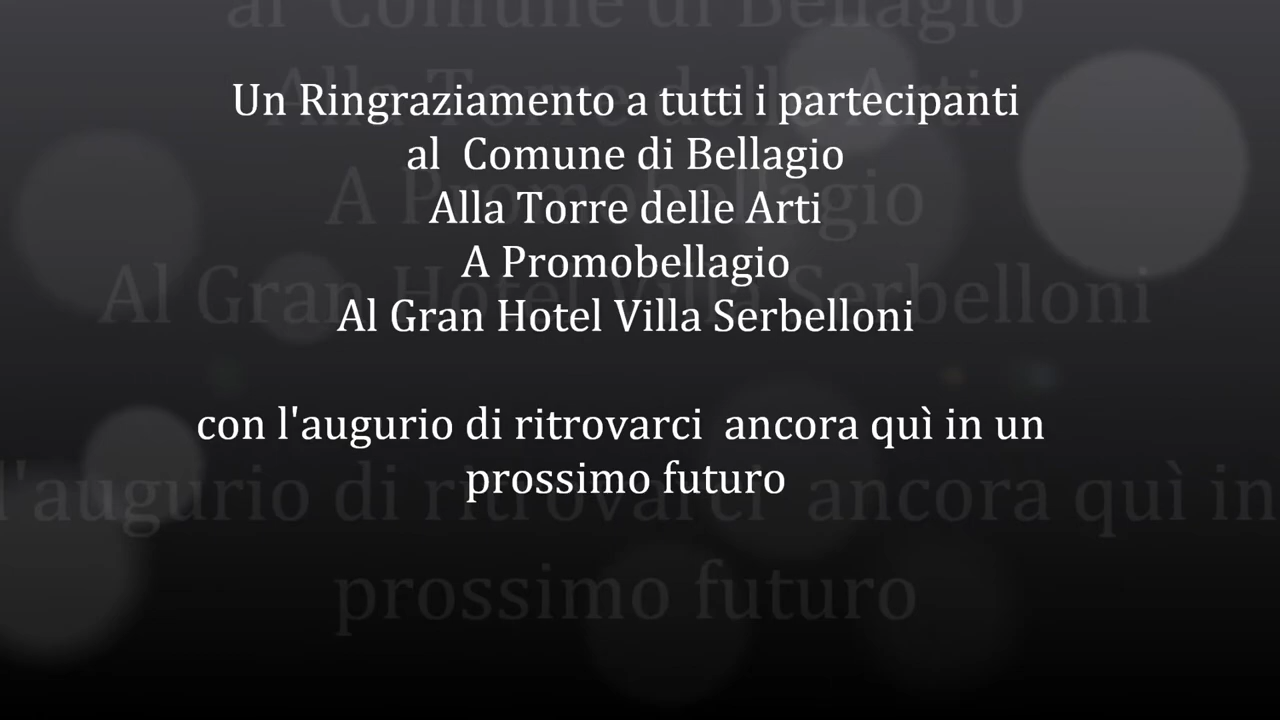 Un Ringraziamento a tutti i partecipanti
al  Comune di Bellagio
Alla Torre delle Arti
A Promobellagio
Al Gran Hotel Villa Serbelloni
con l'augurio di ritrovarci  ancora quì in un
prossimo futuro